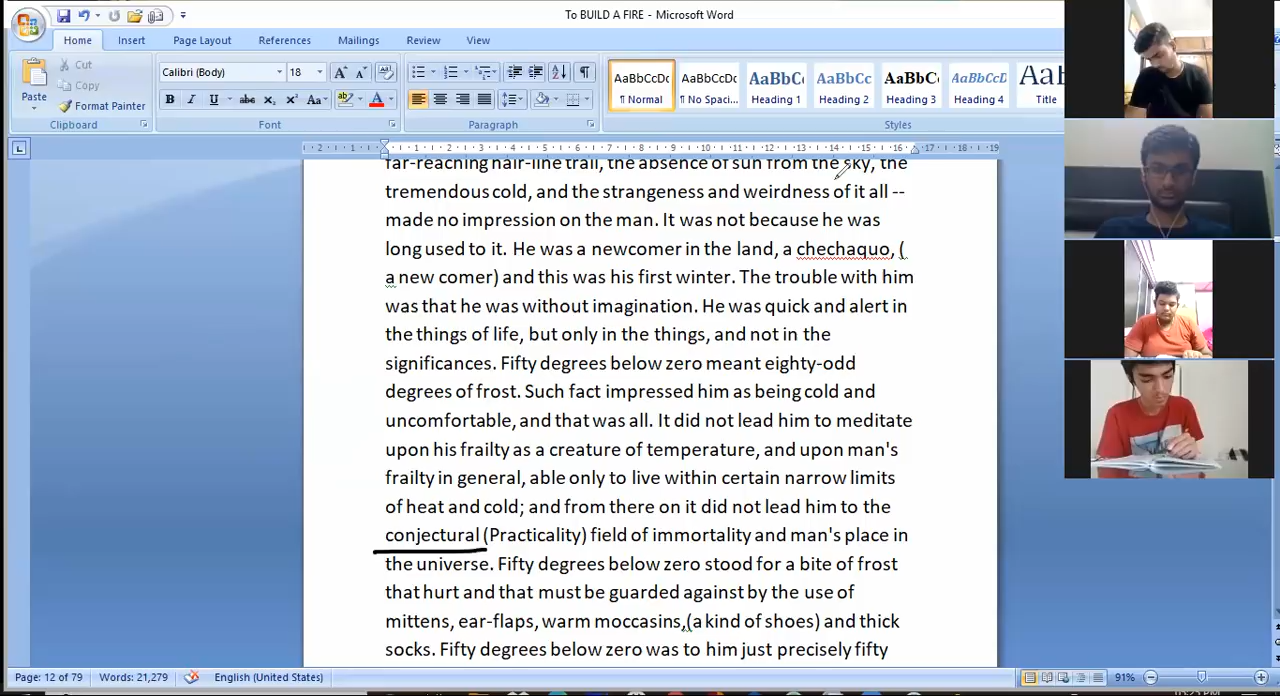 To BUILD A FIRE - Microsoft Word
Home Insert Page Layout References Mailings Review View
Paste
Cut
Copy
Format Painter
Clipboard
Calibri (Body) 18
Font
Paragraph
AaBbCcDc
¶ Normal
AaBbCcDc
¶ No Spaci...
AaBbC
Heading 1
AaBbCc
Heading 2
AaBbC
Heading 3
AaBbCcD
Heading 4
Title
Styles
far-reaching hair-line trail, the absence of sun from the sky, the
tremendous cold, and the strangeness and weirdness of it all --
made no impression on the man. It was not because he was
long used to it. He was a newcomer in the land, a chechaquo, (
a new comer) and this was his first winter. The trouble with him
was that he was without imagination. He was quick and alert in
the things of life, but only in the things, and not in the
significances. Fifty degrees below zero meant eighty-odd
degrees of frost. Such fact impressed him as being cold and
uncomfortable, and that was all. It did not lead him to meditate
upon his frailty as a creature of temperature, and upon man's
frailty in general, able only to live within certain narrow limits
of heat and cold; and from there on it did not lead him to the
conjectural (Practicality) field of immortality and man's place in
the universe. Fifty degrees below zero stood for a bite of frost
that hurt and that must be guarded against by the use of
mittens, ear-flaps, warm moccasins,(a kind of shoes) and thick
socks. Fifty degrees below zero was to him just precisely fifty
Page: 12 of 79 Words: 21,279 English (United States) 91%